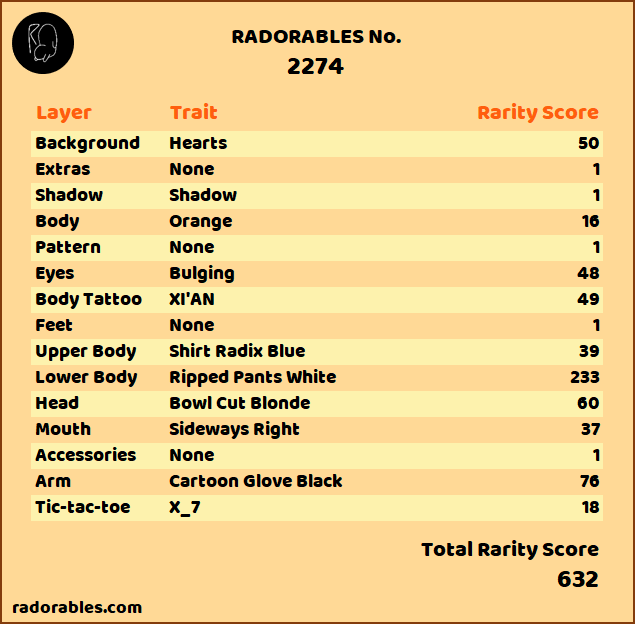 RADORABLES No.
2274
Layer Trait Rarity Score
Background Hearts 50
Extras None 1
Shadow Shadow 1
Body Orange 16
Pattern None 1
Eyes Bulging 48
Body Tattoo XI'AN 49
Feet None 1
Upper Body Shirt Radix Blue 39
Lower Body Ripped Pants White 233
Head Bowl Cut Blonde 60
Mouth Sideways Right 37
Accessories None 1
Arm Cartoon Glove Black 76
Tic-tac-toe X_7 18
Total Rarity Score
632
radorables.com